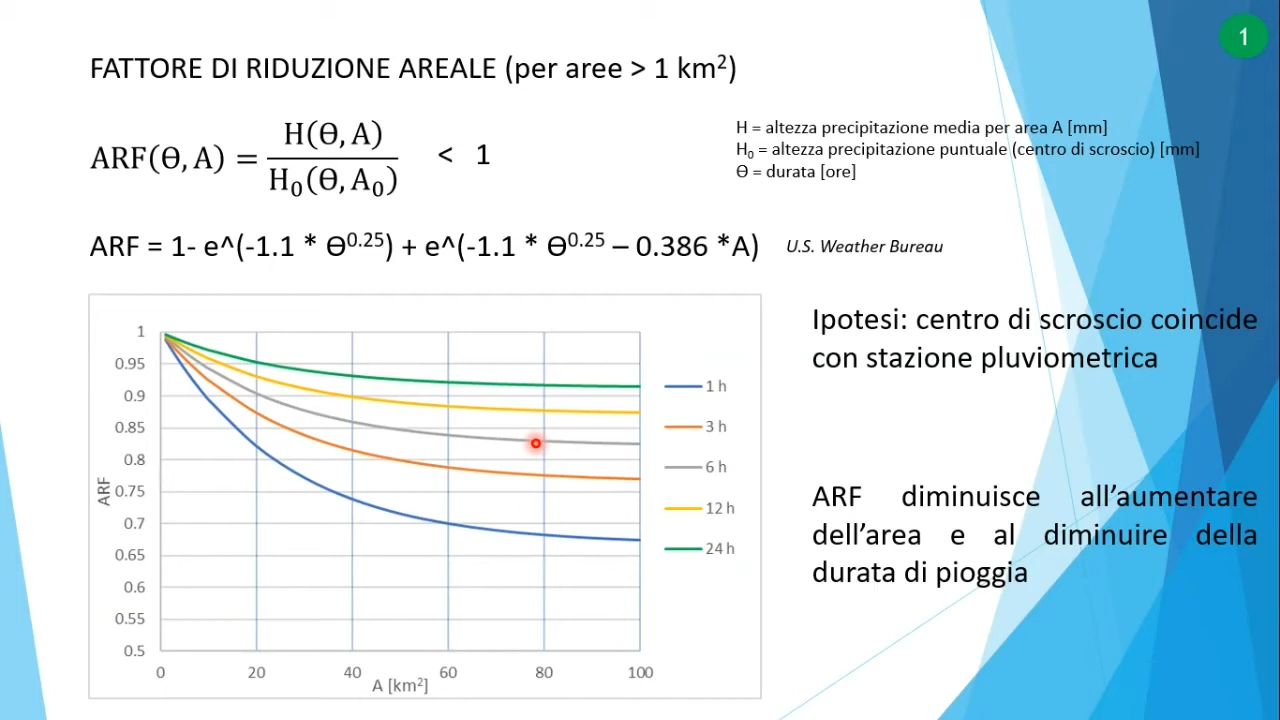 1
FATTORE DI RIDUZIONE AREALE (per aree > 1 km²)
ARF(Ɵ, A) = H(Ɵ, A) / H₀(Ɵ, A₀) < 1
H = altezza precipitazione media per area A [mm]
H₀ = altezza precipitazione puntuale (centro di scroscio) [mm]
Ɵ = durata [ore]
ARF = 1- e^(-1.1 * Ɵ^0.25) + e^(-1.1 * Ɵ^0.25 – 0.386 *A)
U.S. Weather Bureau
Ipotesi: centro di scroscio coincide
con stazione pluviometrica
ARF diminuisce all’aumentare
dell’area e al diminuire della
durata di pioggia
ARF
1
0.95
0.9
0.85
0.8
0.75
0.7
0.65
0.6
0.55
0.5
0 20 40 60 80 100
A [km²]
1 h
3 h
6 h
12 h
24 h